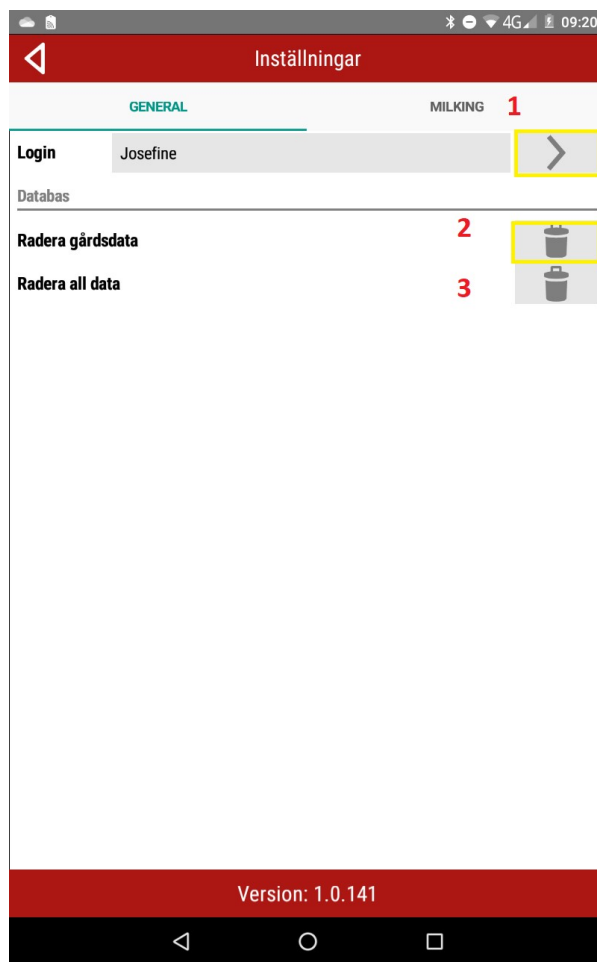 4G 09:20
Inställningar
GENERAL MILKING 1
Login Josefine
Databas
Radera gårdsdata 2
Radera all data 3
Version: 1.0.141